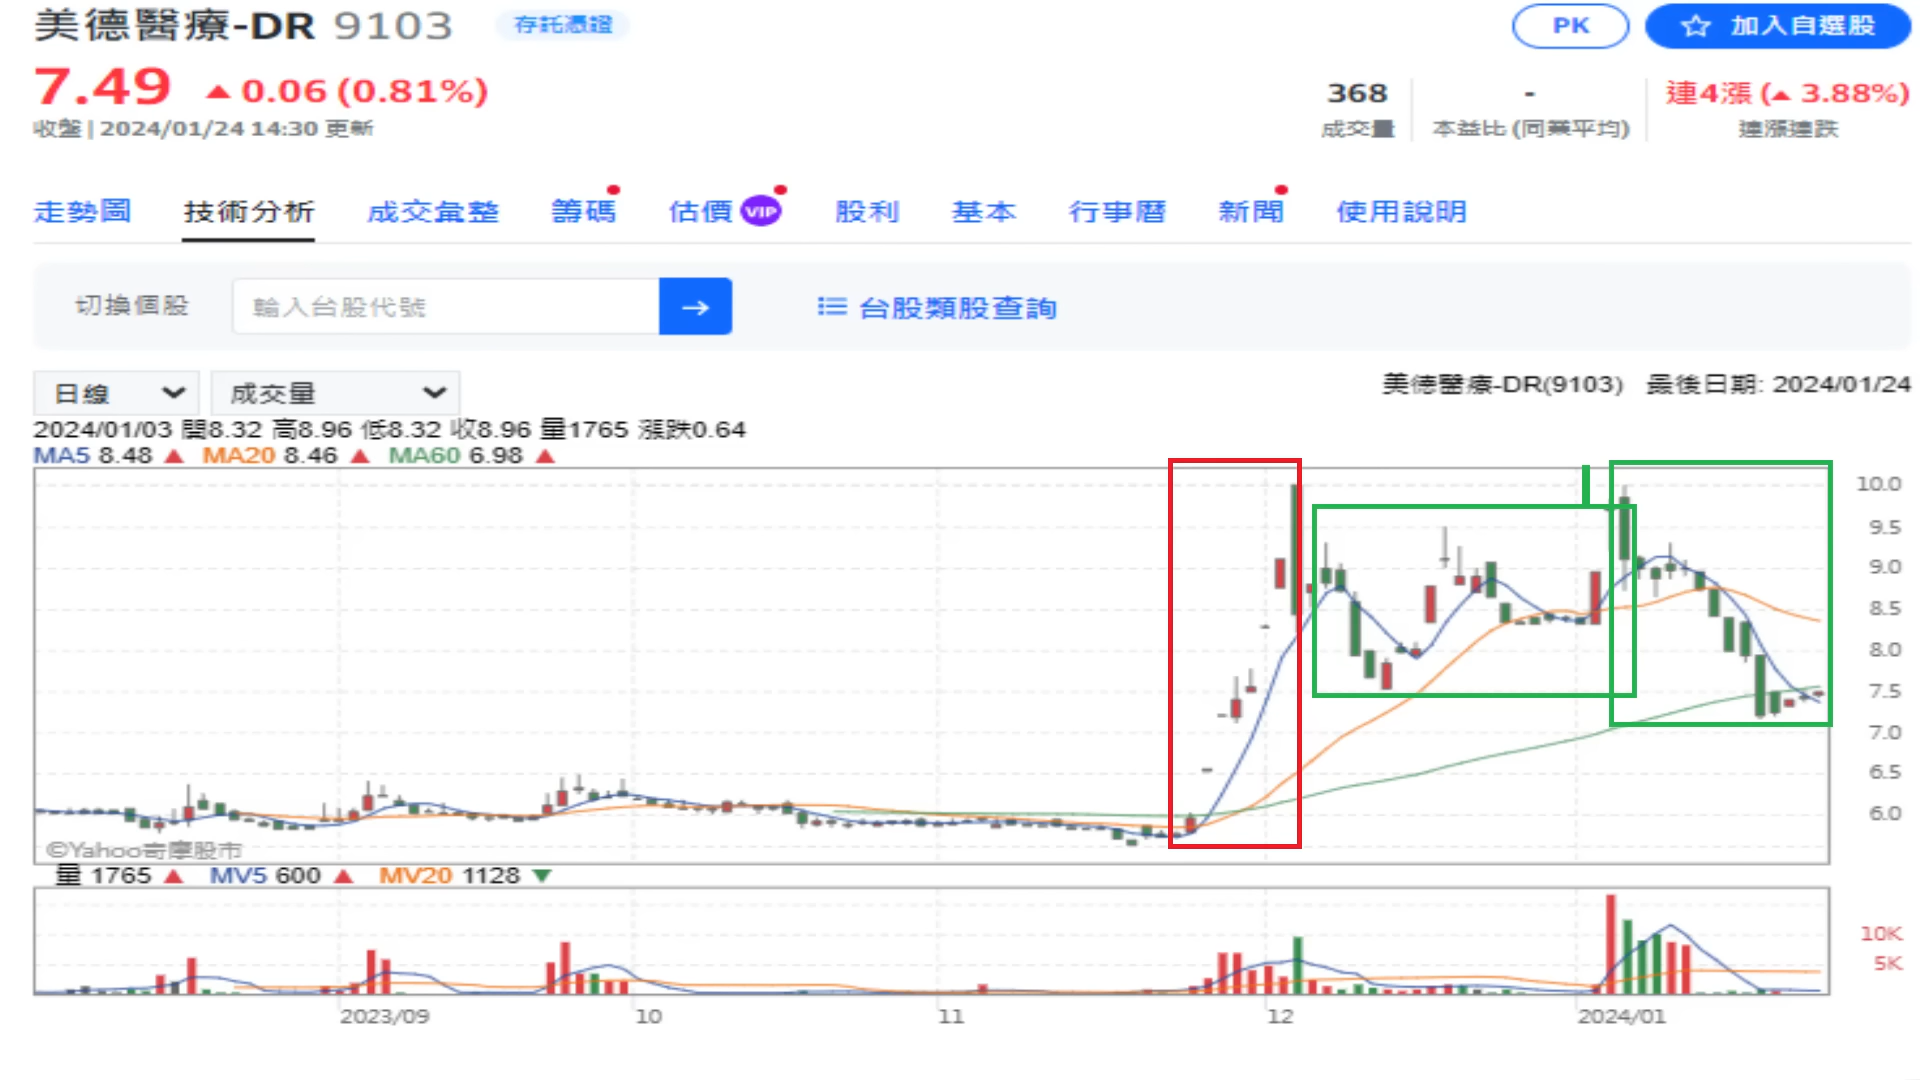 美德醫療-DR 9103 存託憑證
PK ☆ 加入自選股
7.49 ▲ 0.06 (0.81%)
收盤 | 2024/01/24 14:30 更新
368 - 連4漲 (▲ 3.88%)
成交量 本益比 (同業平均) 連漲連跌
走勢圖 技術分析 成交彙整 籌碼 估價 VIP 股利 基本 行事曆 新聞 使用說明
切換個股 輸入台股代號 → 台股類股查詢
日線 成交量
美德醫療-DR(9103) 最後日期: 2024/01/24
2024/01/03 開8.32 高8.96 低8.32 收8.96 量1765 漲跌0.64
MA5 8.48 ▲ MA20 8.46 ▲ MA60 6.98 ▲
10.0
9.5
9.0
8.5
8.0
7.5
7.0
6.5
6.0
©Yahoo奇摩股市
量 1765 ▲ MV5 600 ▲ MV20 1128 ▼
10K
5K
2023/09 10 11 12 2024/01